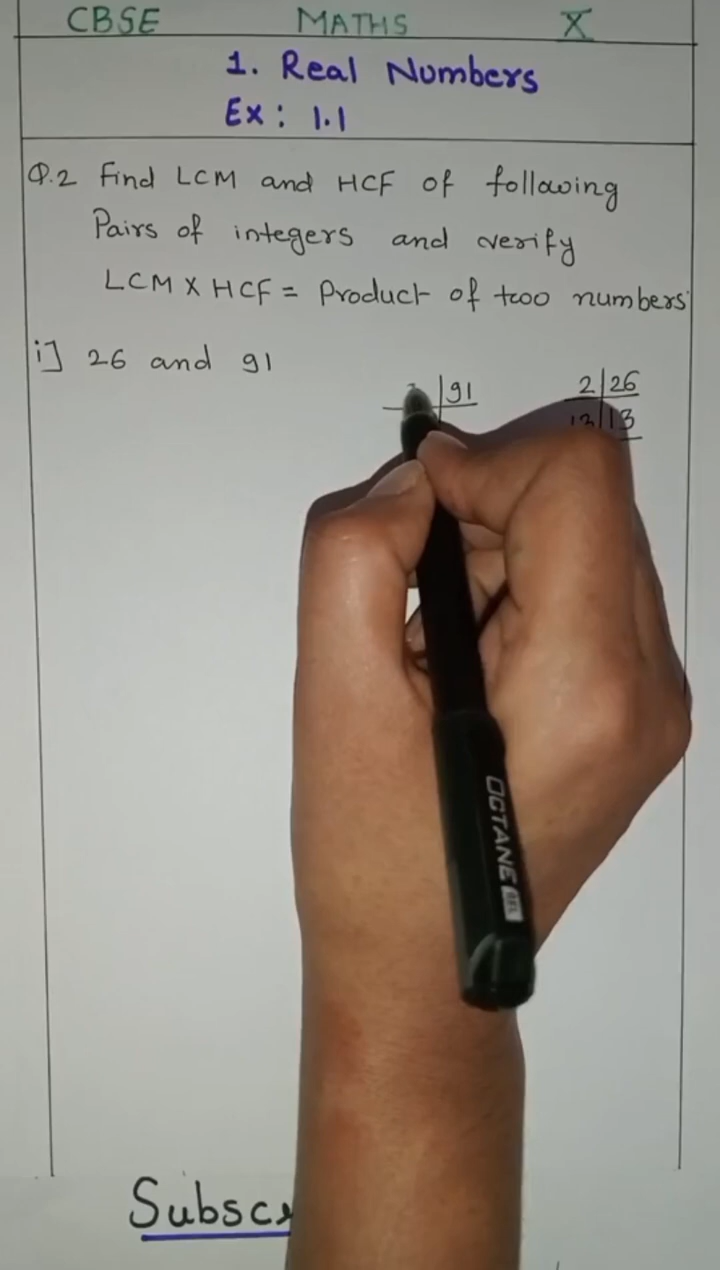 CBSE MATHS X
1. Real Numbers
Ex: 1.1
Q.2 Find LCM and HCF of following
Pairs of integers and verify
LCM X HCF = Product of two numbers
i] 26 and 91
91 2 26
13 13
OCTANE GEL